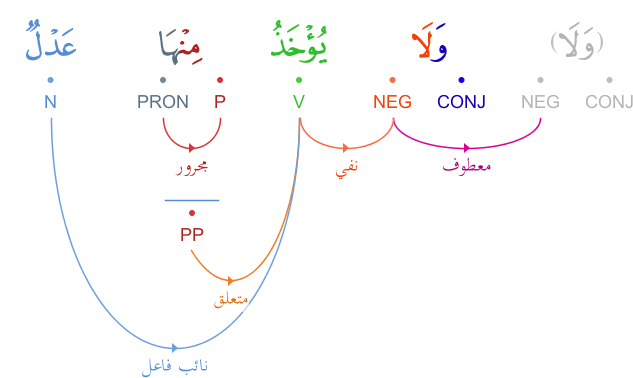 (وَلَا) وَلَا يُؤْخَذُ مِنْهَا عَدْلٌ
CONJ NEG CONJ NEG V P PRON N
معطوف نفي مجرور
PP
متعلق
نائب فاعل